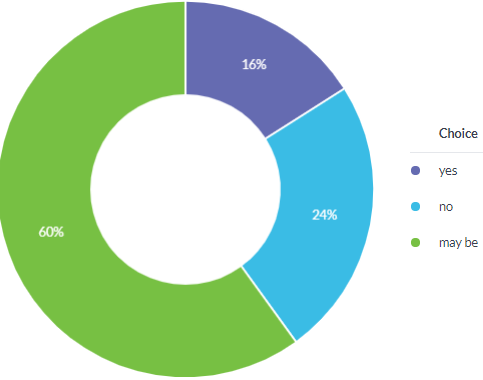 16%
24%
60%
Choice
yes
no
may be